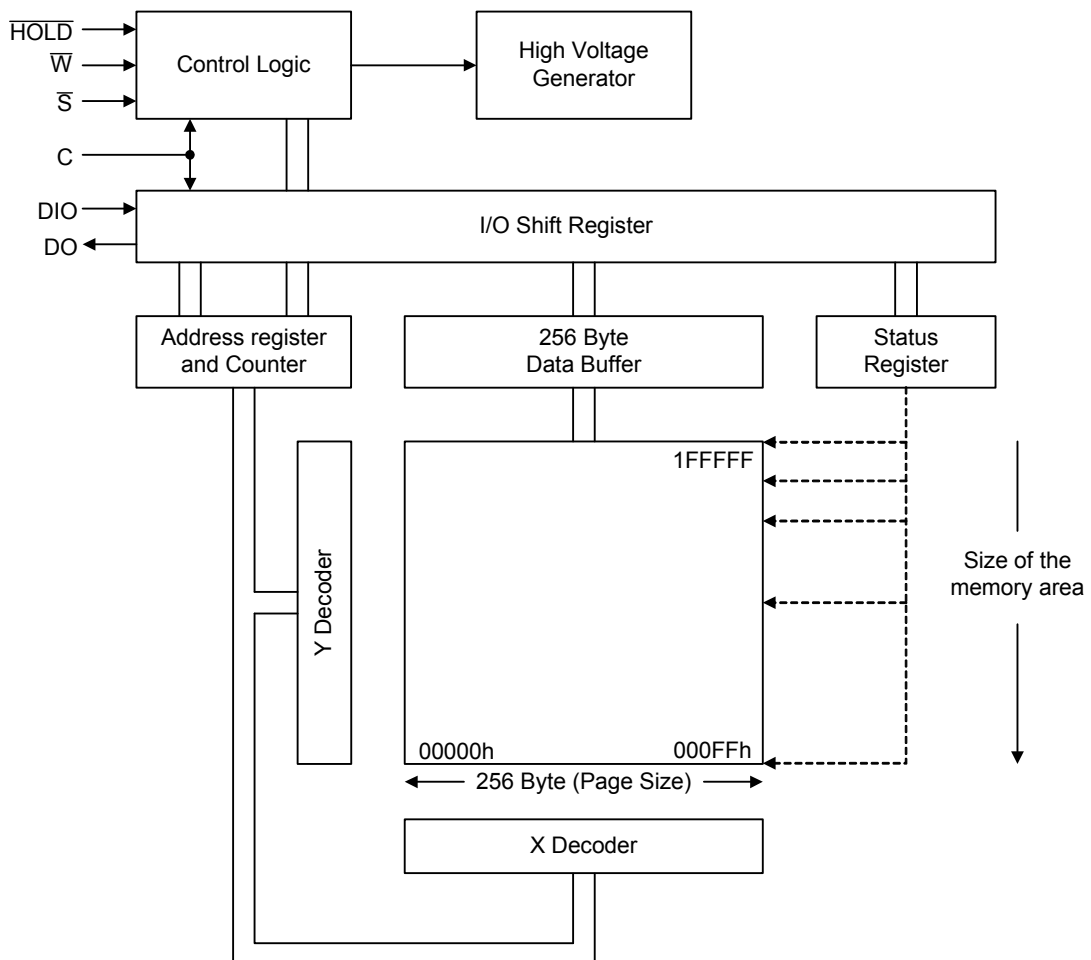 H̅O̅L̅D̅
W̅
S̅
C
DIO
DO
Control Logic
High Voltage
Generator
I/O Shift Register
Address register
and Counter
256 Byte
Data Buffer
Status
Register
1FFFFF
Y Decoder
Size of the
memory area
00000h
000FFh
256 Byte (Page Size)
X Decoder